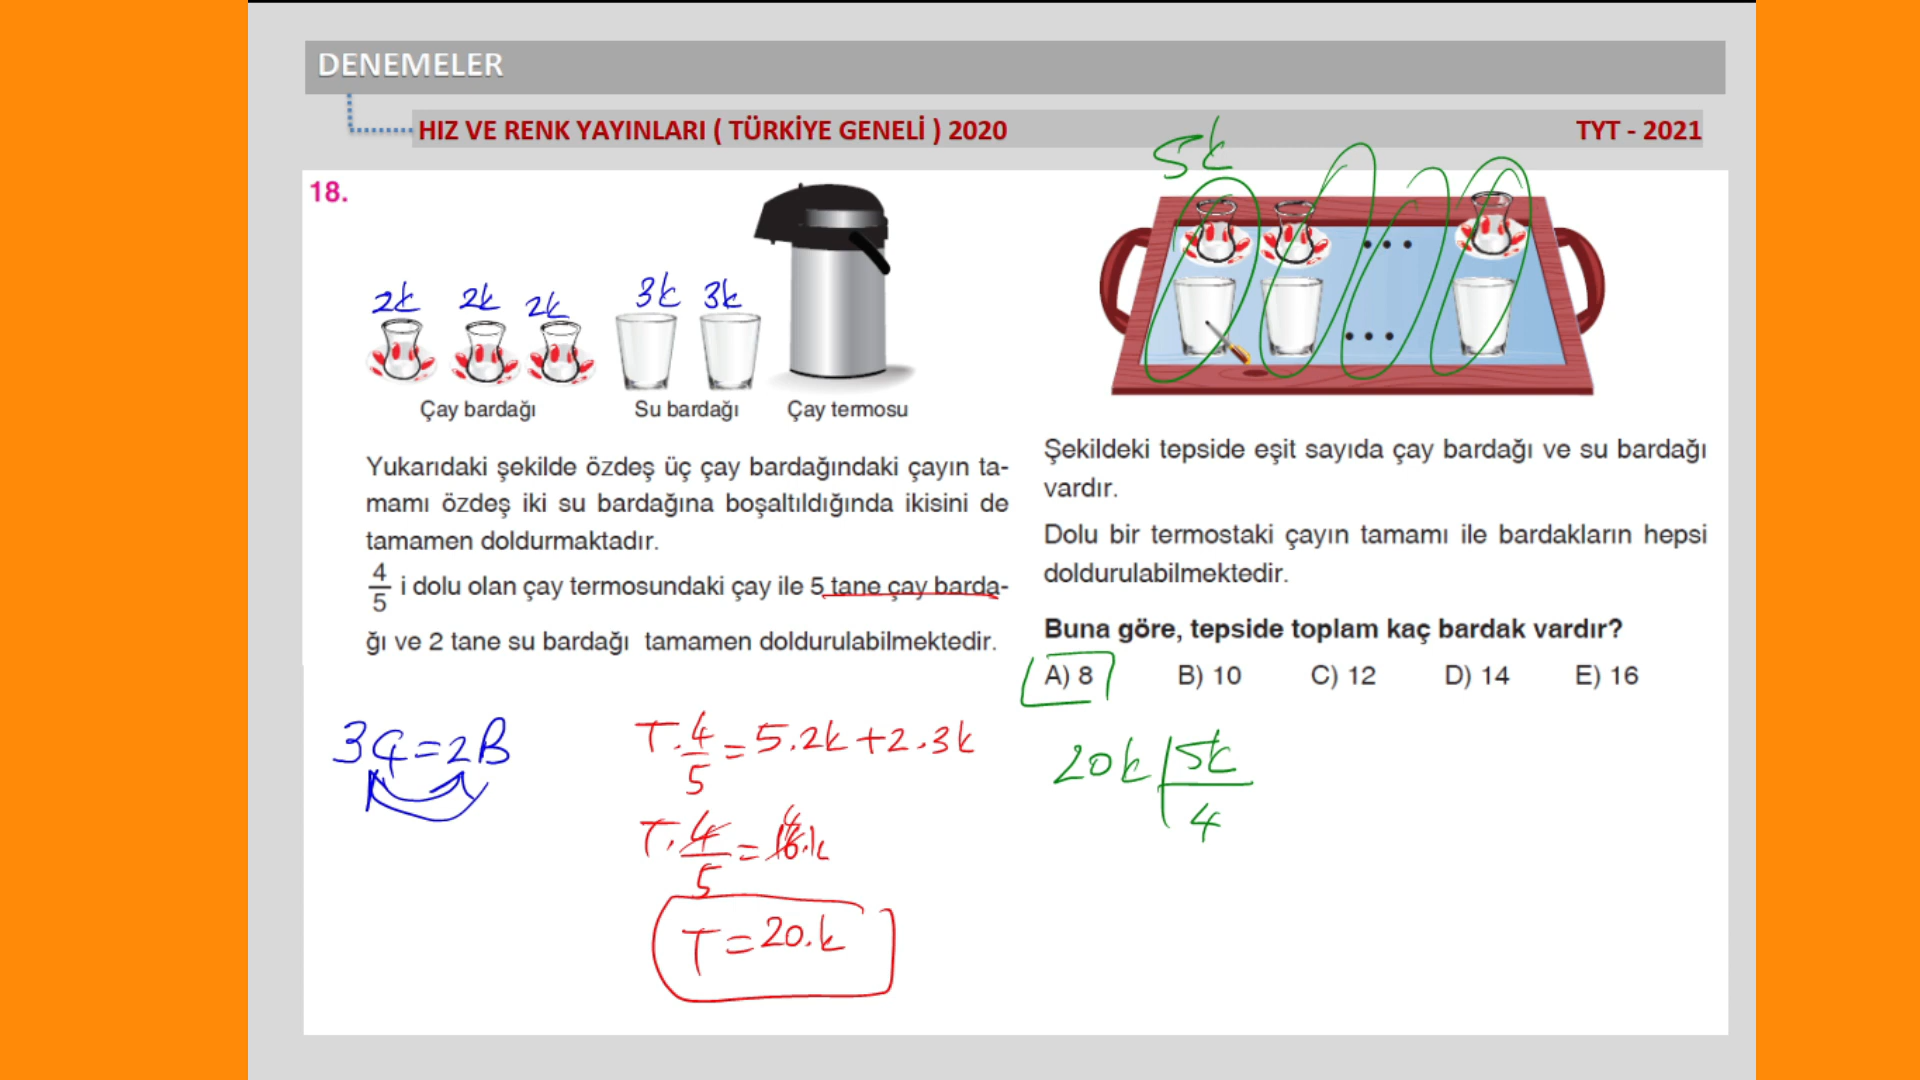 DENEMELER
HIZ VE RENK YAYINLARI ( TÜRKİYE GENELİ ) 2020
TYT - 2021
18.
2k 2k 2k 3k 3k
Çay bardağı Su bardağı Çay termosu
Yukarıdaki şekilde özdeş üç çay bardağındaki çayın ta-
mamı özdeş iki su bardağına boşaltıldığında ikisini de
tamamen doldurmaktadır.
4/5 i dolu olan çay termosundaki çay ile 5 tane çay barda-
ğı ve 2 tane su bardağı tamamen doldurulabilmektedir.
3Ç=2B
T.4/5=5.2k+2.3k
T.4/5=16.k
4
T=20.k
5k
Şekildeki tepside eşit sayıda çay bardağı ve su bardağı
vardır.
Dolu bir termostaki çayın tamamı ile bardakların hepsi
doldurulabilmektedir.
Buna göre, tepside toplam kaç bardak vardır?
A) 8 B) 10 C) 12 D) 14 E) 16
20k 5k
4